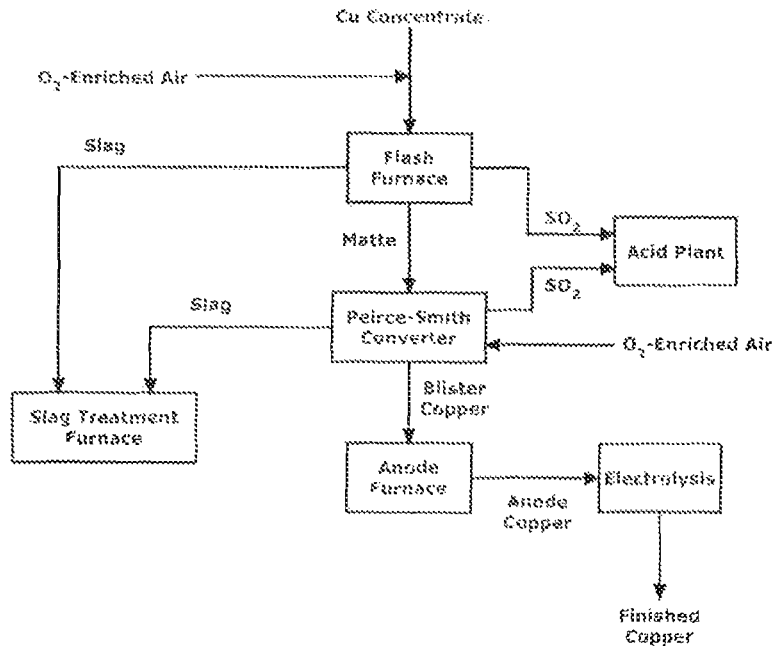 Cu Concentrate
O₂-Enriched Air
Slag
Flash
Furnace
SO₂
Acid Plant
Matte
SO₂
Slag
Peirce-Smith
Converter
O₂-Enriched Air
Blister
Copper
Slag Treatment
Furnace
Anode
Furnace
Electrolysis
Anode
Copper
Finished
Copper